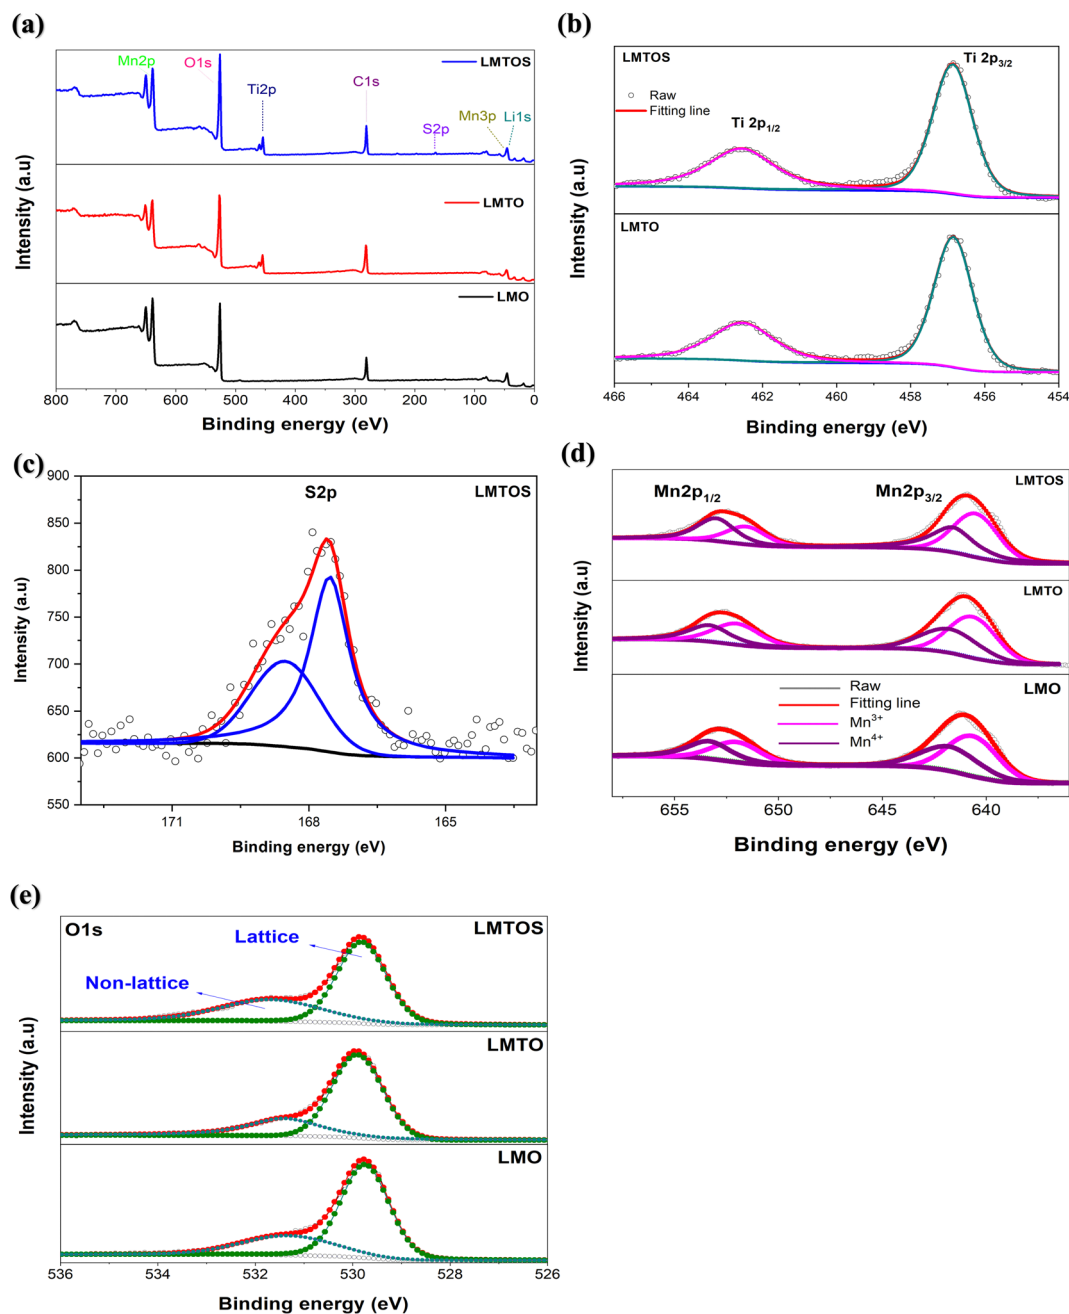 (a)
Mn2p
O1s
Ti2p
C1s
S2p
Mn3p
Li1s
LMTOS
LMTO
LMO
Intensity (a.u)
800
700
600
500
400
300
200
100
0
Binding energy (eV)
(b)
LMTOS
Raw
Fitting line
Ti 2p1/2
Ti 2p3/2
LMTO
Intensity (a.u)
466
464
462
460
458
456
454
Binding energy (eV)
(c)
S2p
LMTOS
900
850
800
750
700
650
600
550
Intensity (a.u)
171
168
165
Binding energy (eV)
(d)
Mn2p1/2
Mn2p3/2
LMTOS
LMTO
LMO
Raw
Fitting line
Mn3+
Mn4+
Intensity (a.u)
655
650
645
640
Binding energy (eV)
(e)
O1s
Lattice
Non-lattice
LMTOS
LMTO
LMO
Intensity (a.u)
536
534
532
530
528
526
Binding energy (eV)